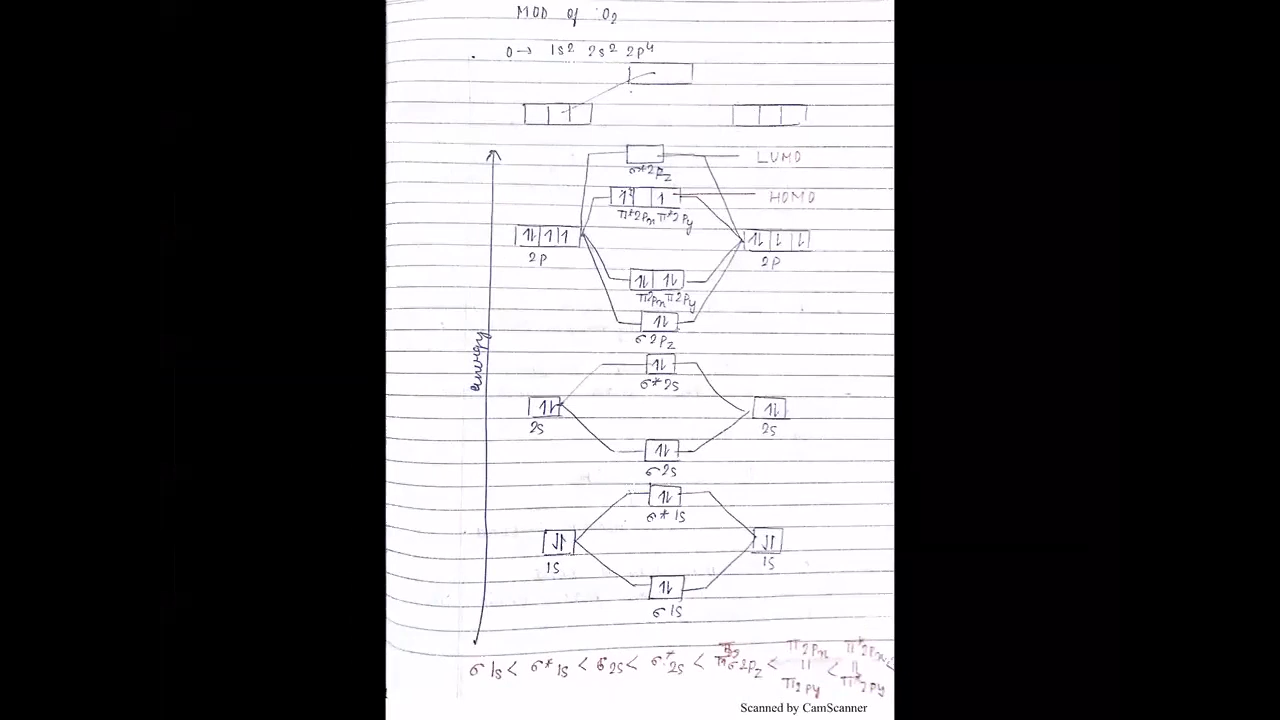 MOD of O2
O → 1s² 2s² 2p⁴
LUMO
σ*2pz
HOMO
π*2px π*2py
2p
2p
π2px π2py
σ2pz
energy
σ*2s
2s
2s
σ2s
σ*1s
1s
1s
σ1s
σ1s < σ*1s < σ2s < σ*2s < σ2pz < π2px = π2py < π*2px = π*2py <
Scanned by CamScanner